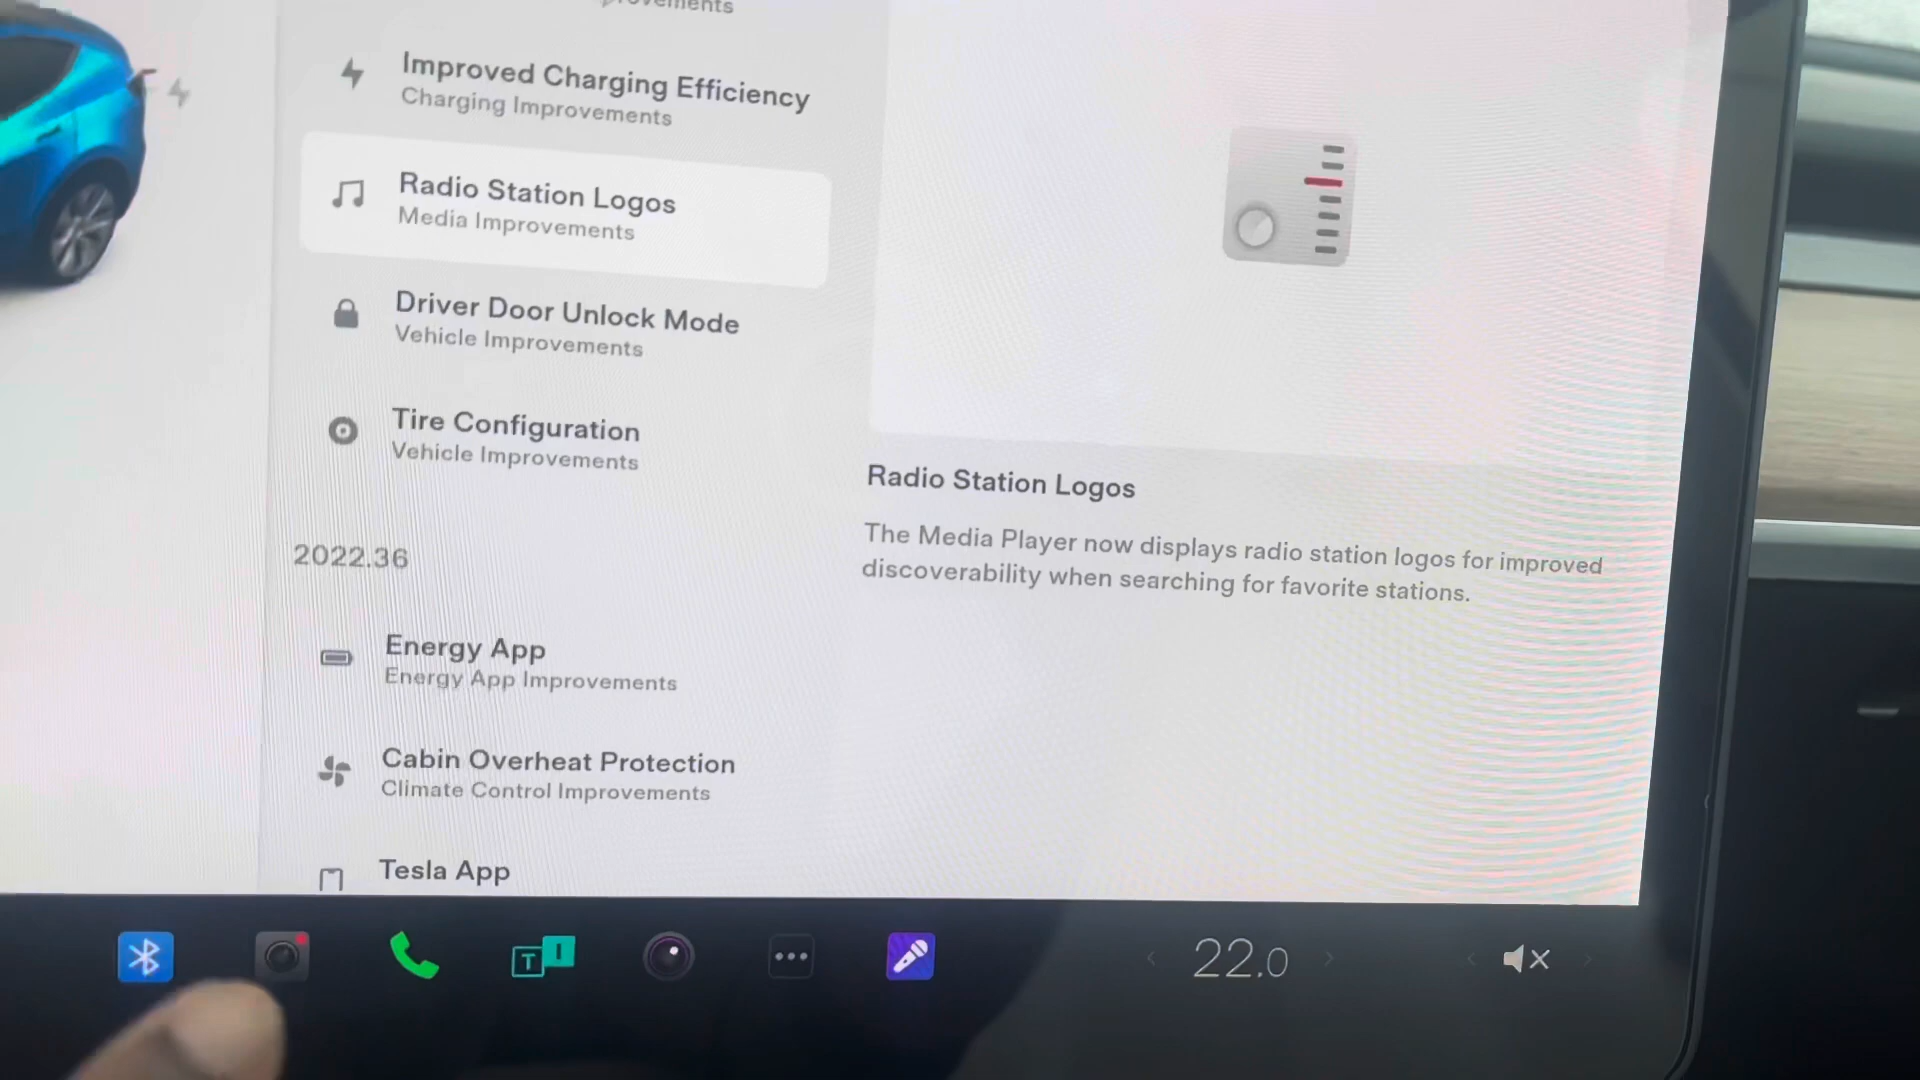 Improved Charging Efficiency
Charging Improvements
Radio Station Logos
Media Improvements
Driver Door Unlock Mode
Vehicle Improvements
Tire Configuration
Vehicle Improvements
2022.36
Energy App
Energy App Improvements
Cabin Overheat Protection
Climate Control Improvements
Tesla App
Radio Station Logos
The Media Player now displays radio station logos for improved
discoverability when searching for favorite stations.
T I
22.0